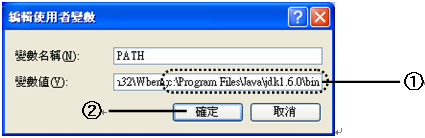 編輯使用者變數
變數名稱(N): PATH
變數值(V): 32\Wbem;c:\Program Files\Java\jdk1.6.0\bin ①
② 確定 取消